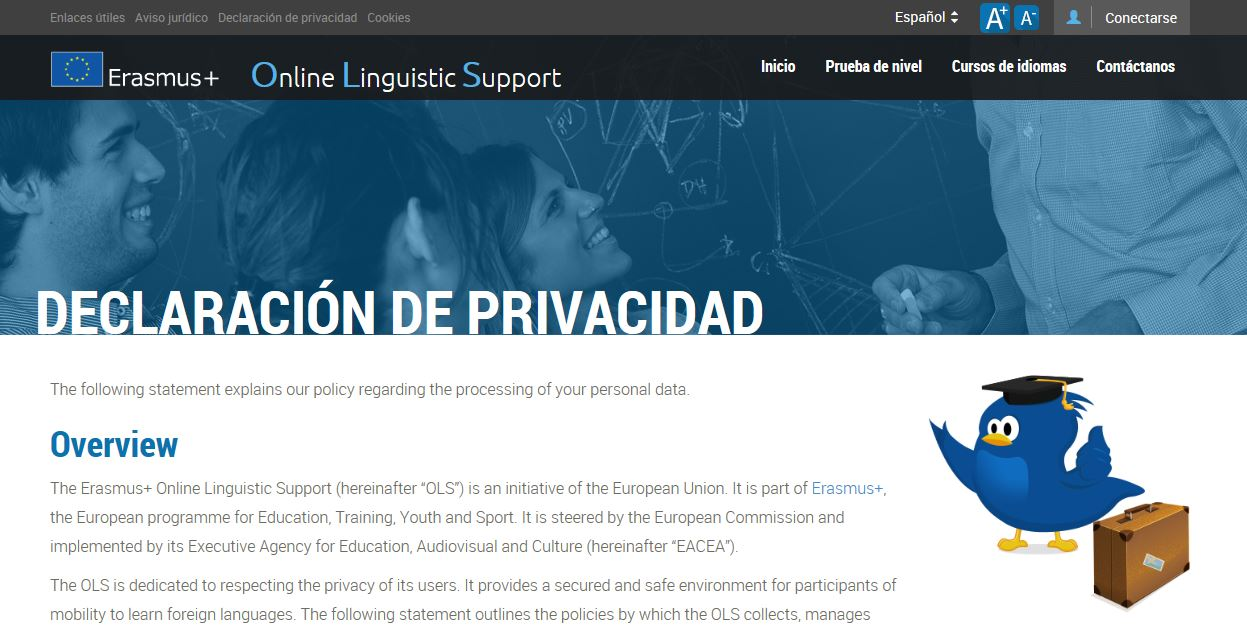 Enlaces útiles Aviso jurídico Declaración de privacidad Cookies
Español A+ A- Conectarse
Erasmus+ Online Linguistic Support
Inicio Prueba de nivel Cursos de idiomas Contáctanos
DECLARACIÓN DE PRIVACIDAD
The following statement explains our policy regarding the processing of your personal data.
Overview
The Erasmus+ Online Linguistic Support (hereinafter “OLS”) is an initiative of the European Union. It is part of Erasmus+,
the European programme for Education, Training, Youth and Sport. It is steered by the European Commission and
implemented by its Executive Agency for Education, Audiovisual and Culture (hereinafter “EACEA”).
The OLS is dedicated to respecting the privacy of its users. It provides a secured and safe environment for participants of
mobility to learn foreign languages. The following statement outlines the policies by which the OLS collects, manages